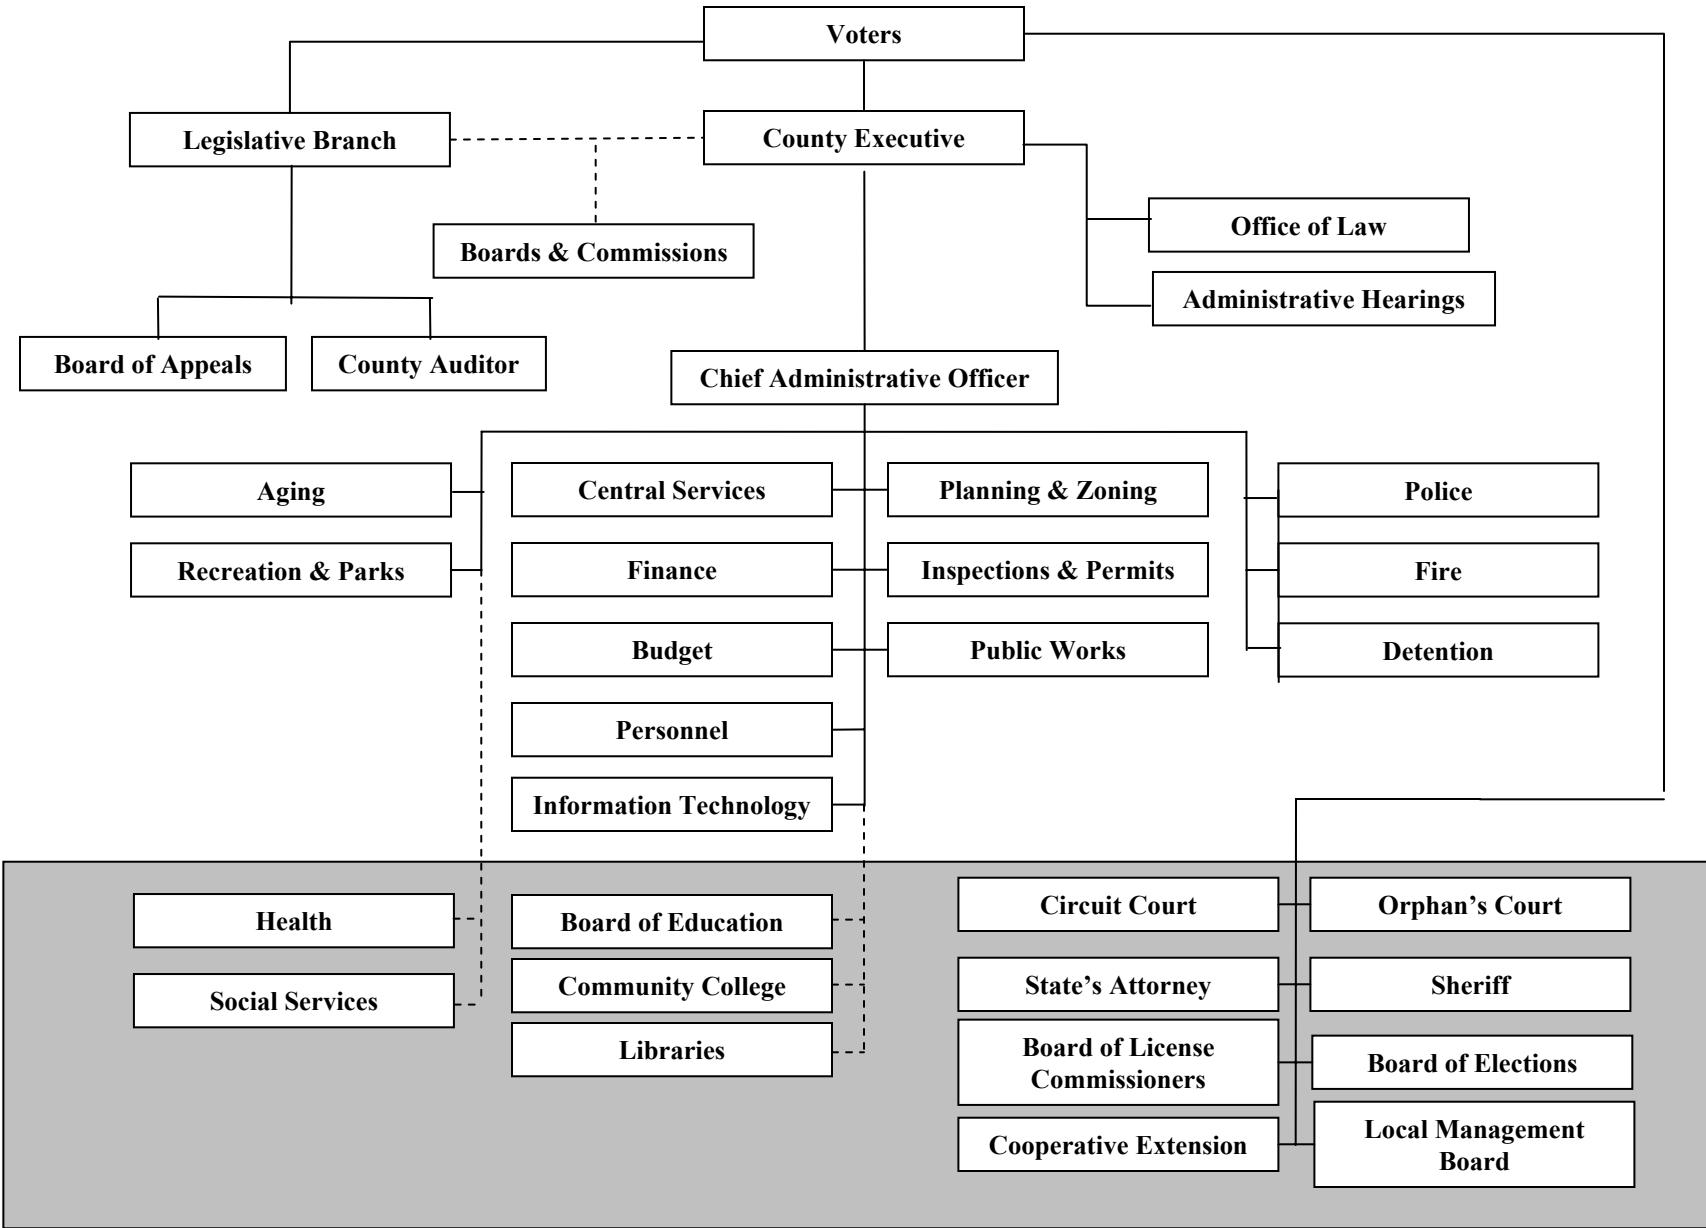 Voters
Legislative Branch
County Executive
Office of Law
Boards & Commissions
Administrative Hearings
Board of Appeals
County Auditor
Chief Administrative Officer
Aging
Central Services
Planning & Zoning
Police
Recreation & Parks
Finance
Inspections & Permits
Fire
Budget
Public Works
Detention
Personnel
Information Technology
Health
Board of Education
Circuit Court
Orphan’s Court
Social Services
Community College
State’s Attorney
Sheriff
Libraries
Board of License
Commissioners
Board of Elections
Cooperative Extension
Local Management
Board